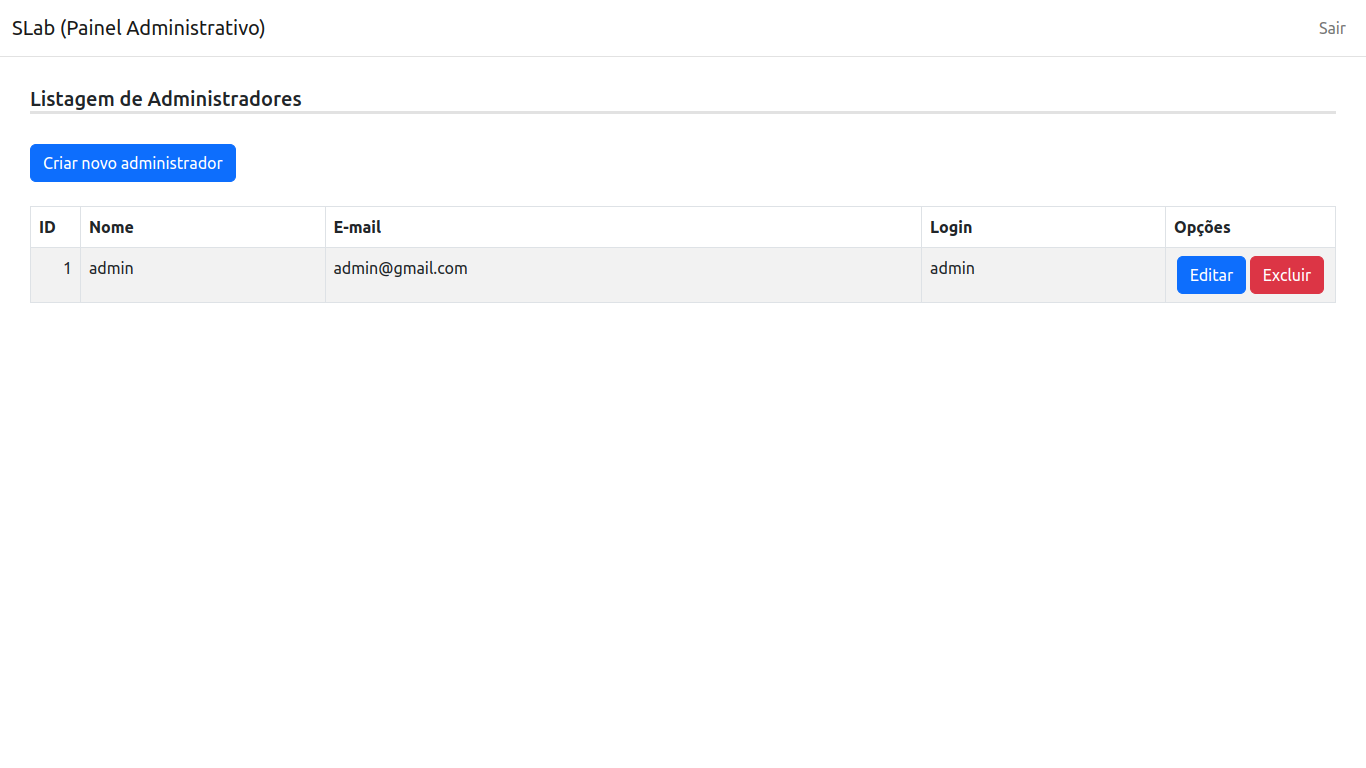 SLab (Painel Administrativo) Sair
Listagem de Administradores
Criar novo administrador
ID Nome E-mail Login Opções
1 admin admin@gmail.com admin Editar Excluir